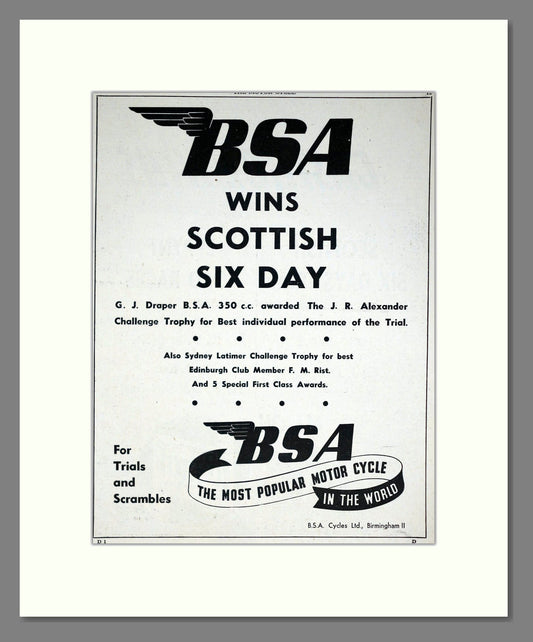 BSA
WINS
SCOTTISH
SIX DAY
G. J. Draper B.S.A. 350 c.c. awarded The J. R. Alexander
Challenge Trophy for Best individual performance of the Trial.
Also Sydney Latimer Challenge Trophy for best
Edinburgh Club Member F. M. Rist.
And 5 Special First Class Awards.
For
Trials
and
Scrambles
BSA
THE MOST POPULAR MOTOR CYCLE
IN THE WORLD
B.S.A. Cycles Ltd., Birmingham 11
D 1 D